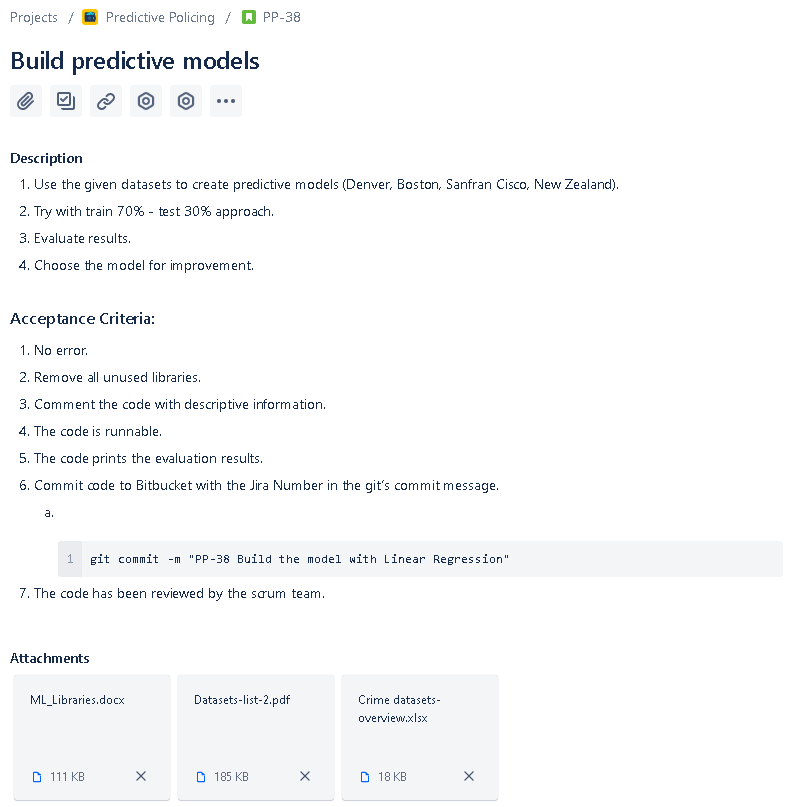 Projects / Predictive Policing / PP-38
Build predictive models
Description
1. Use the given datasets to create predictive models (Denver, Boston, Sanfran Cisco, New Zealand).
2. Try with train 70% - test 30% approach.
3. Evaluate results.
4. Choose the model for improvement.
Acceptance Criteria:
1. No error.
2. Remove all unused libraries.
3. Comment the code with descriptive information.
4. The code is runnable.
5. The code prints the evaluation results.
6. Commit code to Bitbucket with the Jira Number in the git's commit message.
a.
1 git commit -m "PP-38 Build the model with Linear Regression"
7. The code has been reviewed by the scrum team.
Attachments
ML_Libraries.docx
111 KB
Datasets-list-2.pdf
185 KB
Crime datasets-
overview.xlsx
18 KB